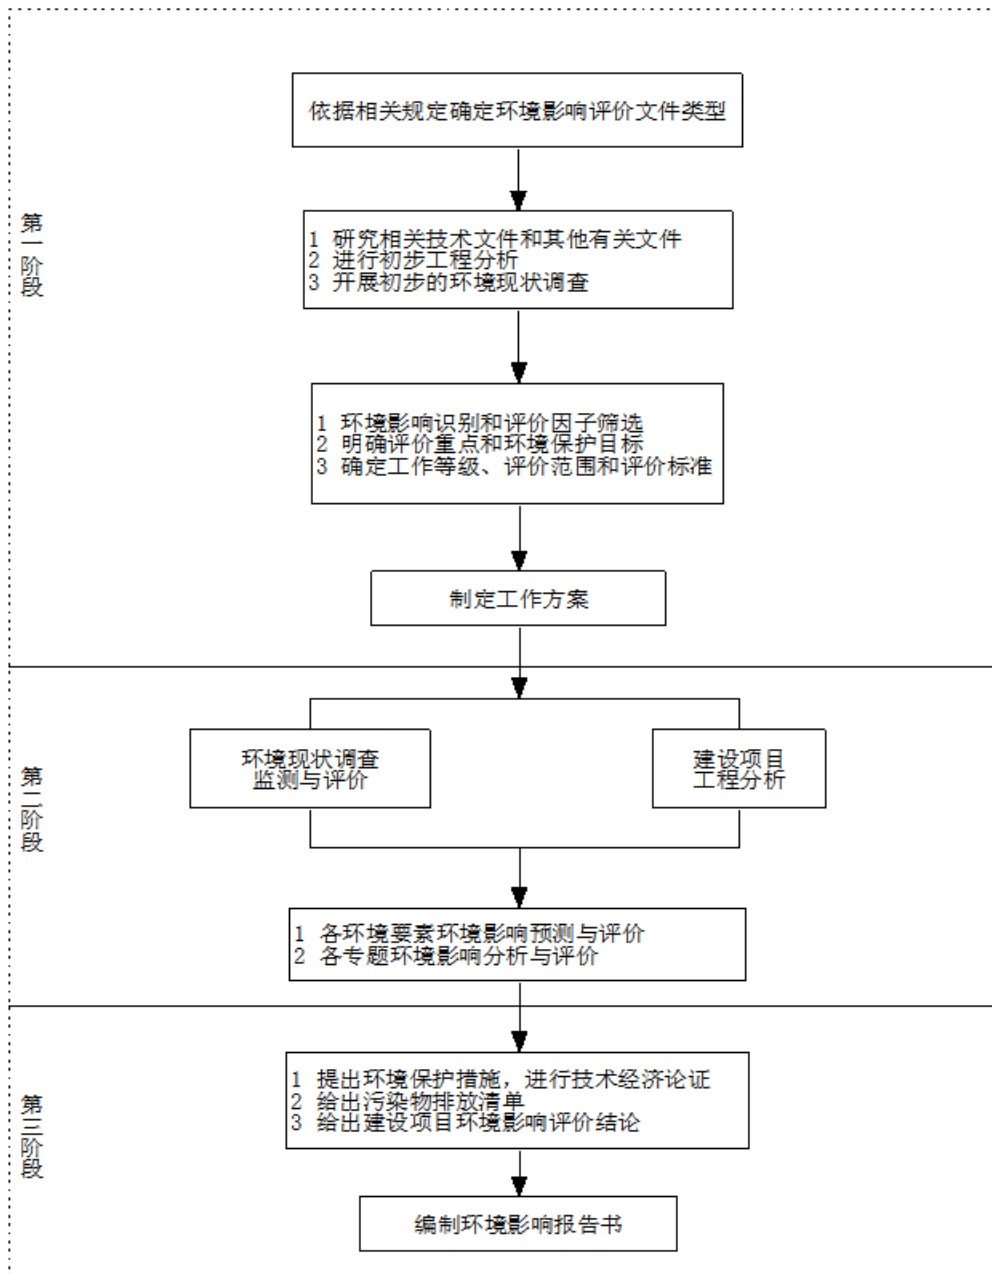 第一阶段
依据相关规定确定环境影响评价文件类型
1 研究相关技术文件和其他有关文件
2 进行初步工程分析
3 开展初步的环境现状调查
1 环境影响识别和评价因子筛选
2 明确评价重点和环境保护目标
3 确定工作等级、评价范围和评价标准
制定工作方案
第二阶段
环境现状调查
监测与评价
建设项目
工程分析
1 各环境要素环境影响预测与评价
2 各专题环境影响分析与评价
第三阶段
1 提出环境保护措施，进行技术经济论证
2 给出污染物排放清单
3 给出建设项目环境影响评价结论
编制环境影响报告书